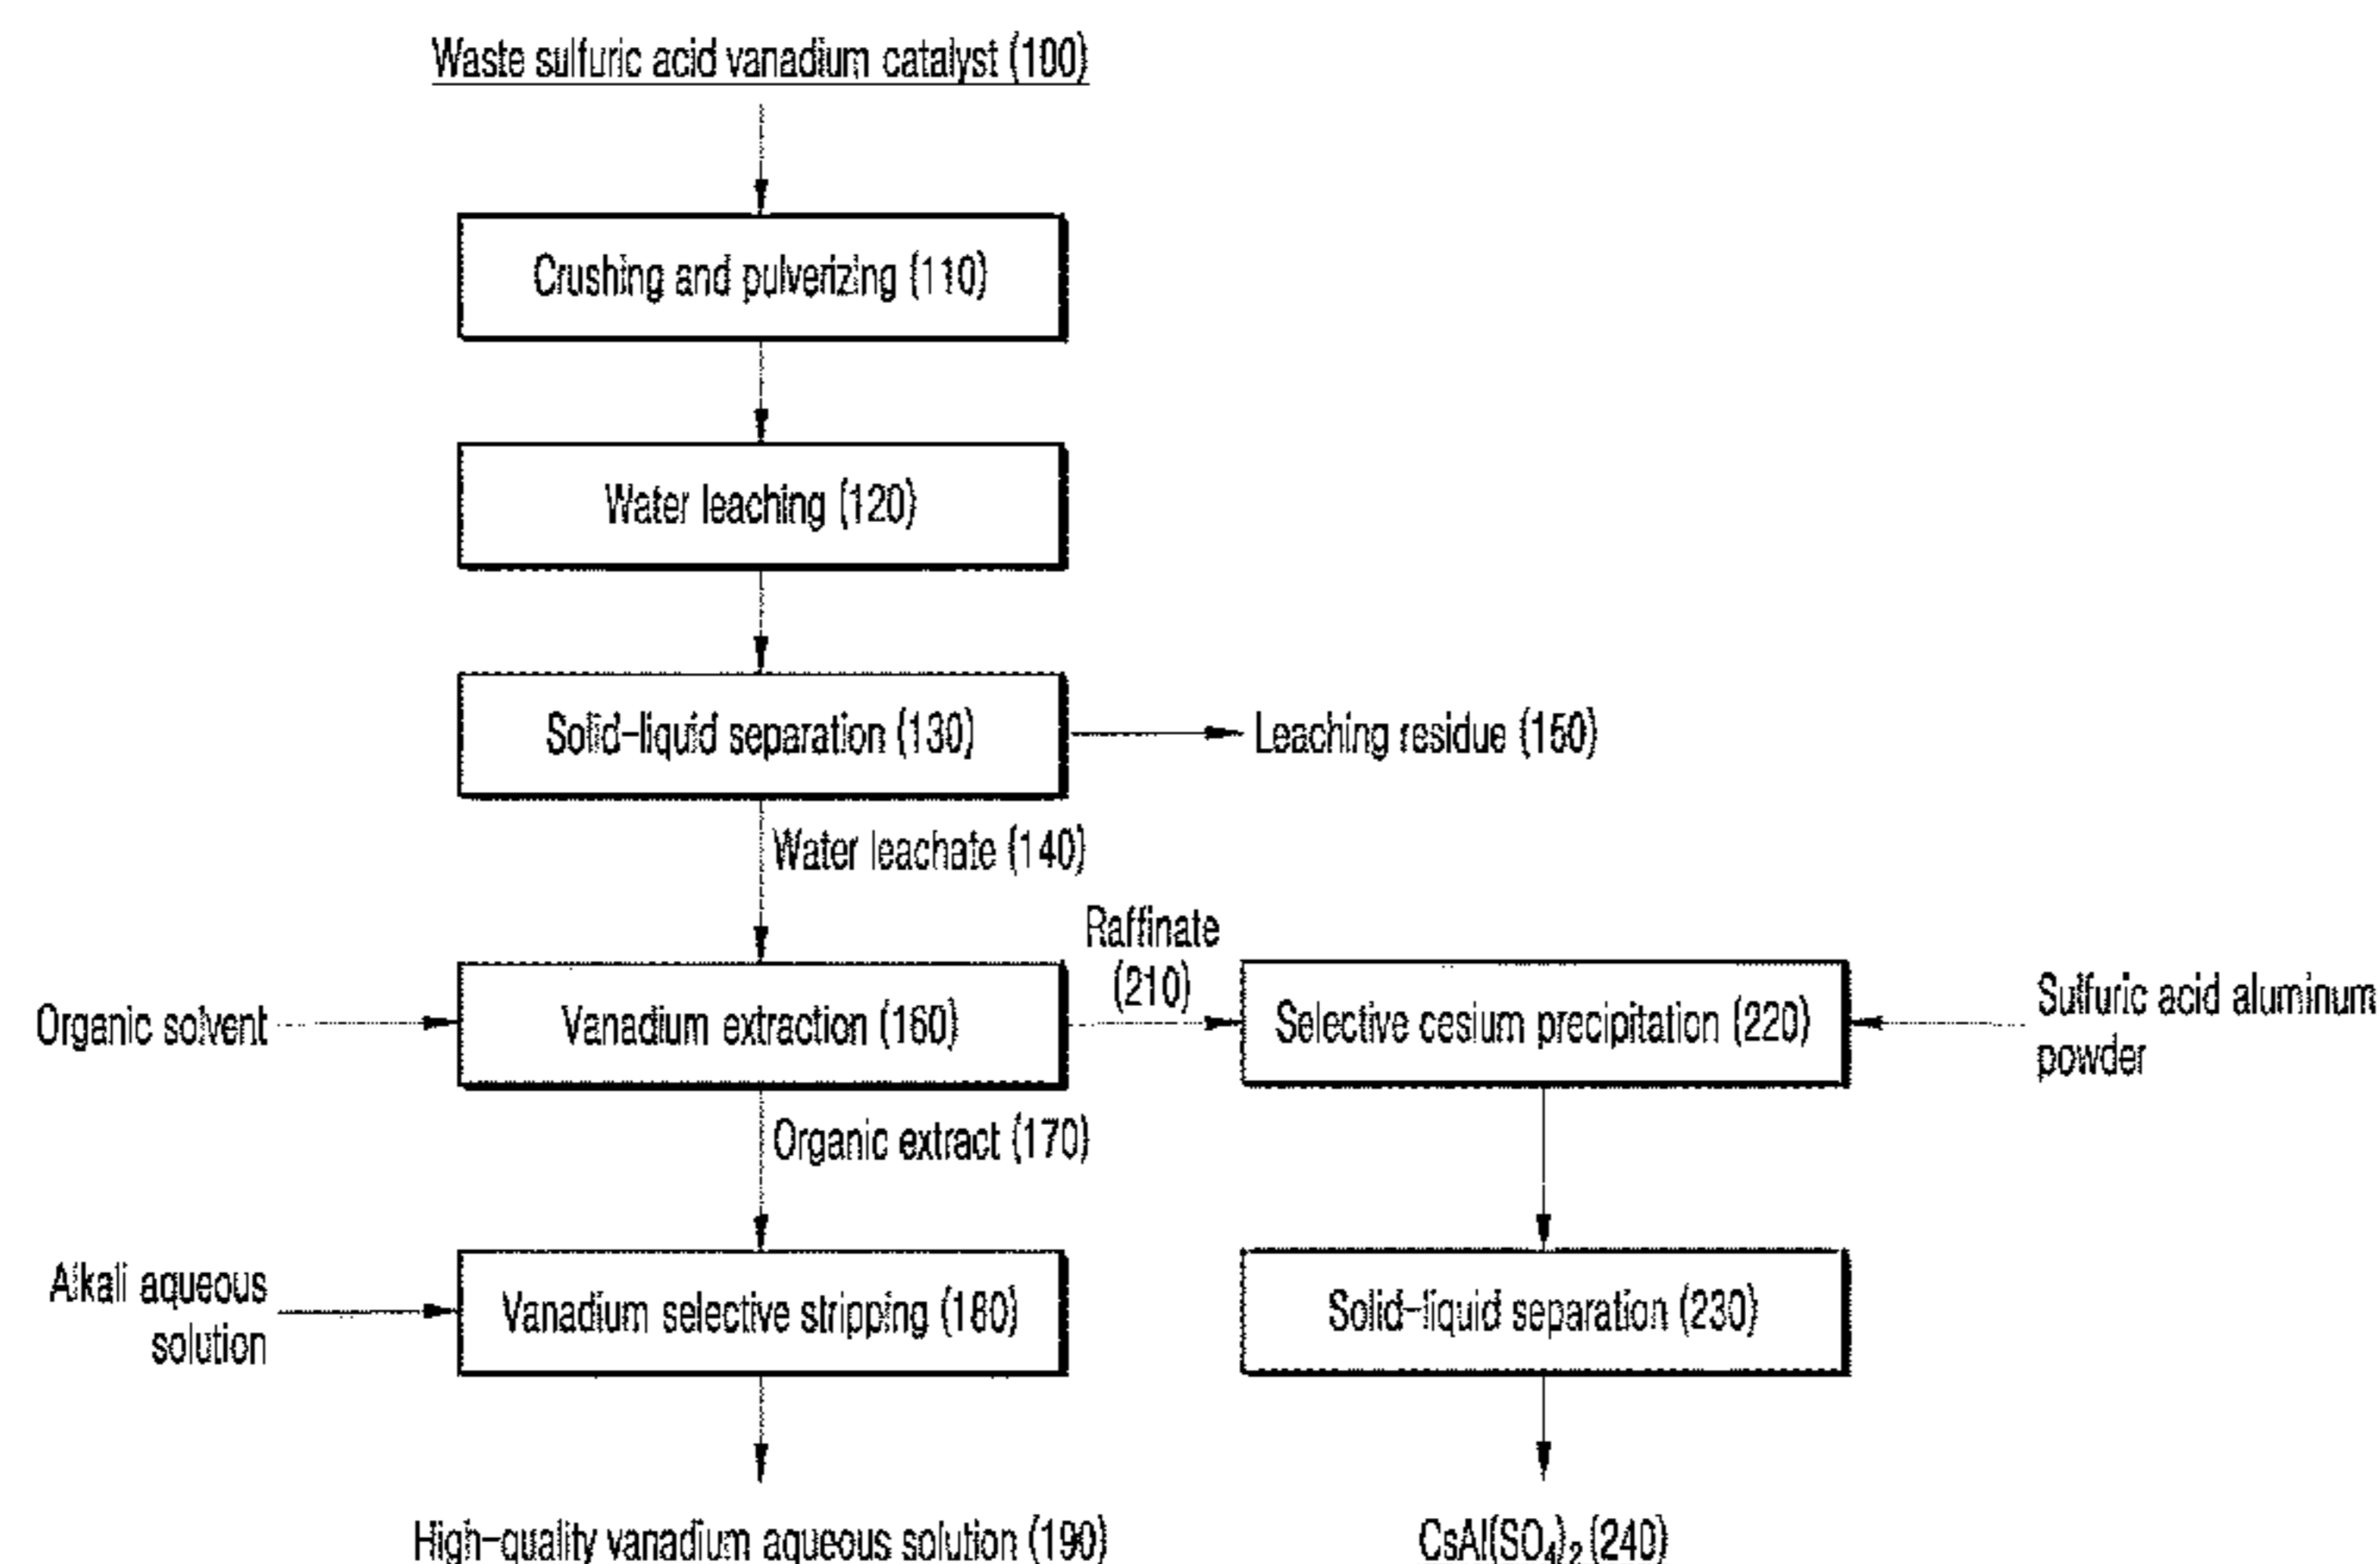 Waste sulfuric acid vanadium catalyst (100)
Crushing and pulverizing (110)
Water leaching (120)
Solid-liquid separation (130)
Leaching residue (150)
Water leachate (140)
Raffinate
(210)
Organic solvent
Vanadium extraction (160)
Selective cesium precipitation (220)
Sulfuric acid aluminum
powder
Organic extract (170)
Alkali aqueous
solution
Vanadium selective stripping (180)
Solid-liquid separation (230)
High-quality vanadium aqueous solution (190)
CsAl(SO₄)₂ (240)